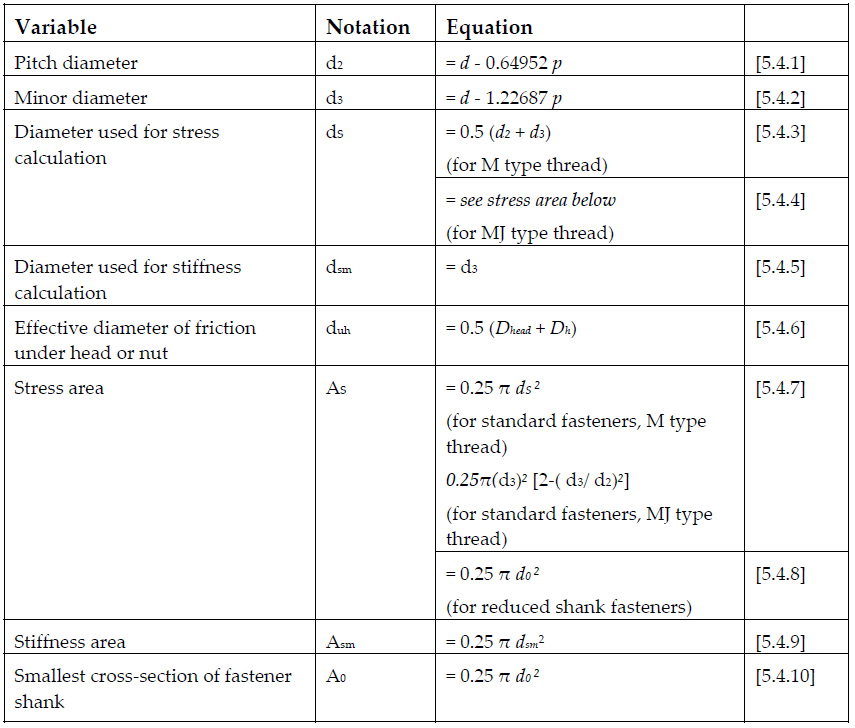 Variable Notation Equation
Pitch diameter d₂ = d - 0.64952 p [5.4.1]
Minor diameter d₃ = d - 1.22687 p [5.4.2]
Diameter used for stress dS = 0.5 (d₂ + d₃) [5.4.3]
calculation
(for M type thread)
= see stress area below [5.4.4]
(for MJ type thread)
Diameter used for stiffness dsm = d₃ [5.4.5]
calculation
Effective diameter of friction duh = 0.5 (Dhead + Dh) [5.4.6]
under head or nut
Stress area AS = 0.25 π dS² [5.4.7]
(for standard fasteners, M type
thread)
0.25π(d₃)² [2-( d₃/ d₂)²]
(for standard fasteners, MJ type
thread)
= 0.25 π d₀² [5.4.8]
(for reduced shank fasteners)
Stiffness area Asm = 0.25 π dsm² [5.4.9]
Smallest cross-section of fastener A₀ = 0.25 π d₀² [5.4.10]
shank